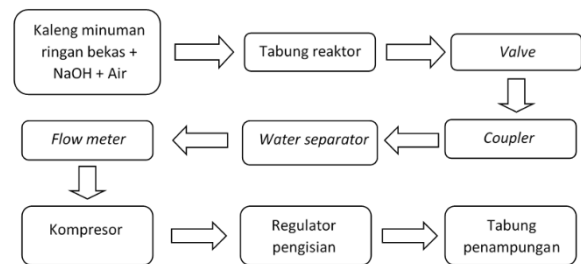 Kaleng minuman
ringan bekas +
NaOH + Air
Tabung reaktor
Valve
Coupler
Water separator
Flow meter
Kompresor
Regulator
pengisian
Tabung
penampungan